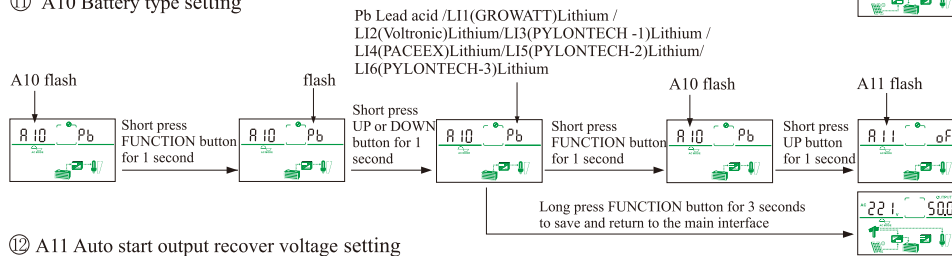 ⑪ A10 Battery type setting
Pb Lead acid /LI1(GROWATT)Lithium /
LI2(Voltronic)Lithium/LI3(PYLONTECH -1)Lithium /
LI4(PACEEX)Lithium/LI5(PYLONTECH-2)Lithium/
LI6(PYLONTECH-3)Lithium
A10 flash
flash
A10 flash
A11 flash
A10 Pb
Short press
FUNCTION button
for 1 second
A10 Pb
Short press
UP or DOWN
button for 1
second
A10 Pb
Short press
FUNCTION button
for 1 second
A10 Pb
Short press
UP button
for 1 second
A11 oF
Long press FUNCTION button for 3 seconds
to save and return to the main interface
AC 221 V 50.0
⑫ A11 Auto start output recover voltage setting